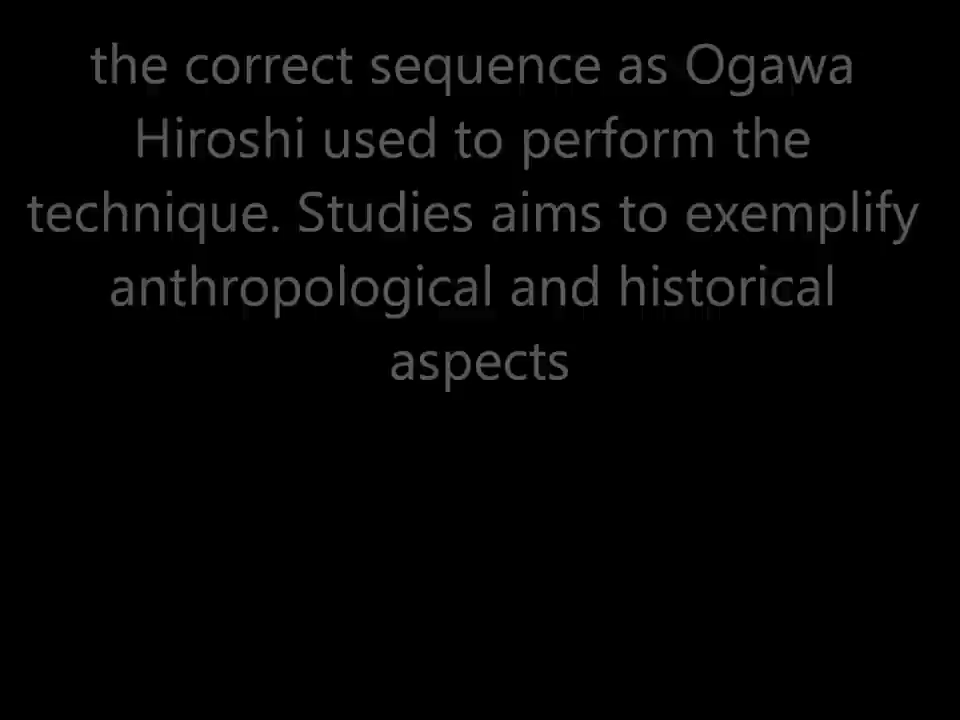 the correct sequence as Ogawa
Hiroshi used to perform the
technique. Studies aims to exemplify
anthropological and historical
aspects